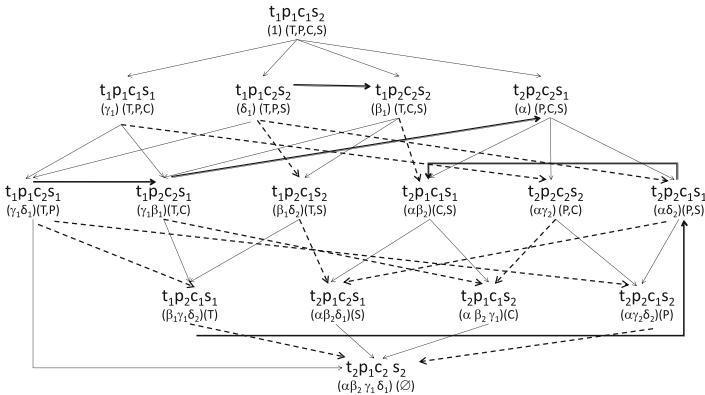 t₁p₁c₁s₂
(1) (T,P,C,S)
t₁p₁c₁s₁ t₁p₁c₂s₂ t₁p₂c₂s₂ t₂p₂c₂s₁
(γ₁) (T,P,C) (δ₁) (T,P,S) (β₁) (T,C,S) (α) (P,C,S)
t₁p₁c₂s₁ t₁p₂c₂s₁ t₁p₂c₁s₂ t₂p₁c₁s₁ t₂p₂c₂s₂ t₂p₂c₁s₁
(γ₁δ₁)(T,P) (γ₁β₁)(T,C) (β₁δ₂)(T,S) (αβ₂)(C,S) (αγ₂) (P,C) (αδ₂)(P,S)
t₁p₂c₁s₁ t₂p₁c₂s₁ t₂p₁c₁s₂ t₂p₂c₁s₂
(β₁γ₁δ₂)(T) (αβ₂δ₁)(S) (α β₂ γ₁)(C) (αγ₂δ₂)(P)
t₂p₁c₂ s₂
(αβ₂ γ₁ δ₁) (∅)